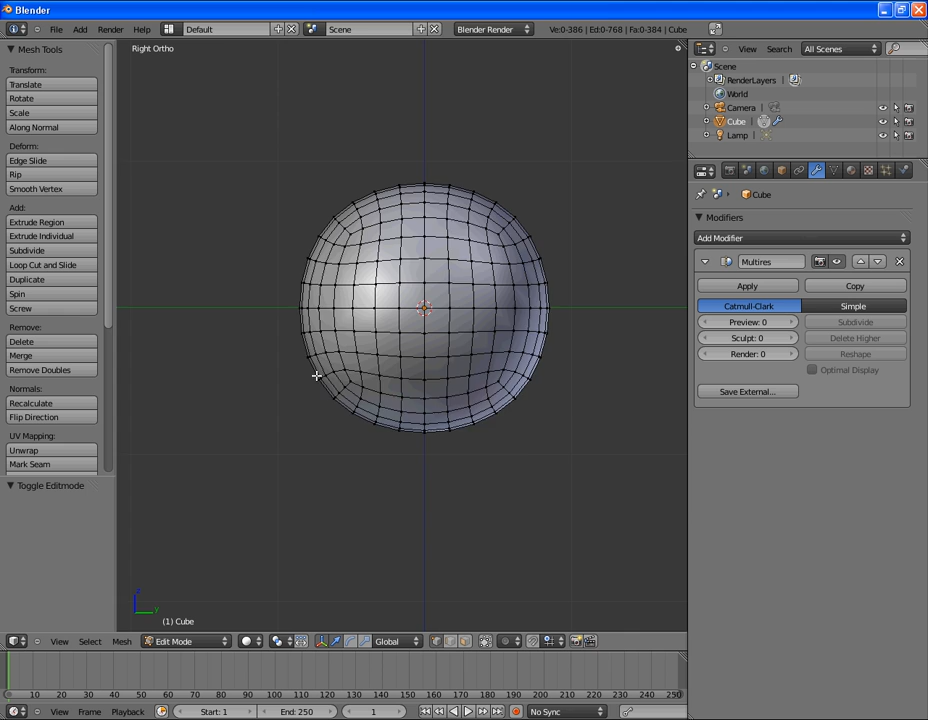 Blender
File Add Render Help Default Scene Blender Render Ve:0-386 | Ed:0-768 | Fa:0-384 | Cube
Mesh Tools
Transform:
Translate
Rotate
Scale
Along Normal
Deform:
Edge Slide
Rip
Smooth Vertex
Add:
Extrude Region
Extrude Individual
Subdivide
Loop Cut and Slide
Duplicate
Spin
Screw
Remove:
Delete
Merge
Remove Doubles
Normals:
Recalculate
Flip Direction
UV Mapping:
Unwrap
Mark Seam
Toggle Editmode
Right Ortho
z
y
(1) Cube
View Select Mesh Edit Mode Global
View Search All Scenes
Scene
RenderLayers
World
Camera
Cube
Lamp
Cube
Modifiers
Add Modifier
Multires
Apply Copy
Catmull-Clark Simple
Preview: 0 Subdivide
Sculpt: 0 Delete Higher
Render: 0 Reshape
Optimal Display
Save External...
0 10 20 30 40 50 60 70 80 90 100 110 120 130 140 150 160 170 180 190 200 210 220 230 240 250
View Frame Playback Start: 1 End: 250 1 No Sync